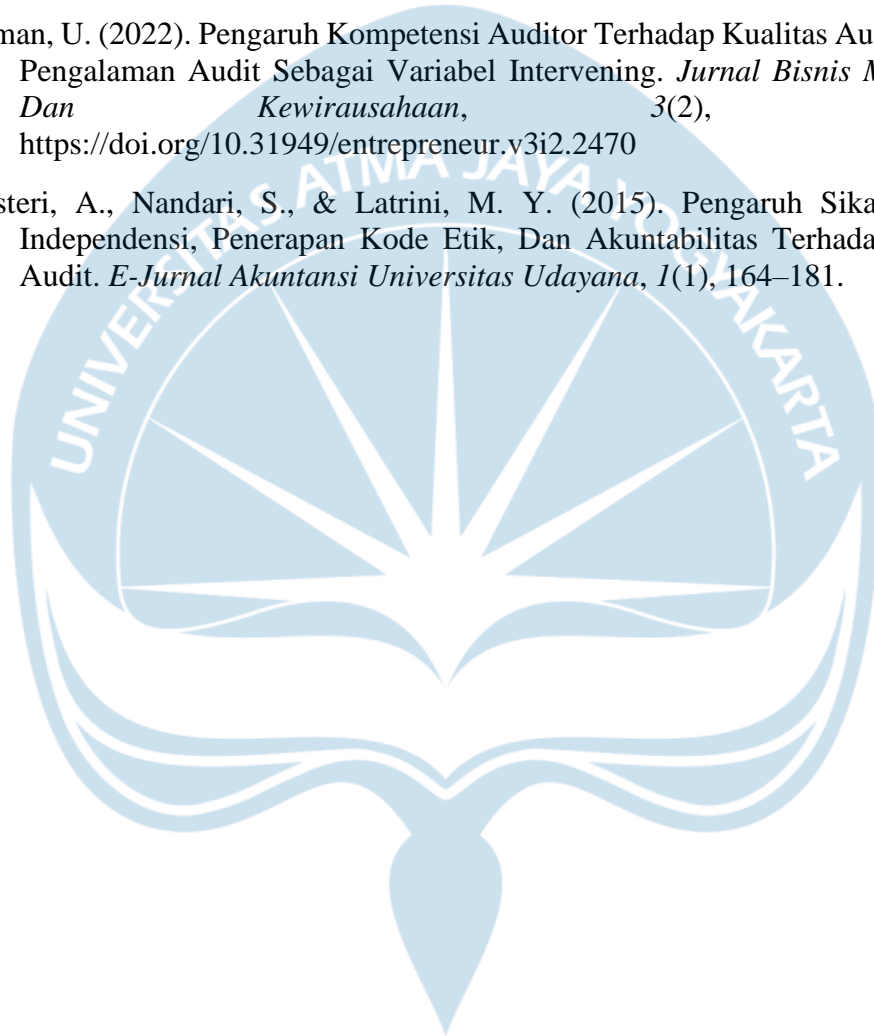 man, U. (2022). Pengaruh Kompetensi Auditor Terhadap Kualitas Au
Pengalaman Audit Sebagai Variabel Intervening. Jurnal Bisnis M
Dan Kewirausahaan, 3(2),
https://doi.org/10.31949/entrepreneur.v3i2.2470
steri, A., Nandari, S., & Latrini, M. Y. (2015). Pengaruh Sika
Independensi, Penerapan Kode Etik, Dan Akuntabilitas Terhada
Audit. E-Jurnal Akuntansi Universitas Udayana, 1(1), 164–181.
UNIVERSITAS ATMA JAYA YOGYAKARTA